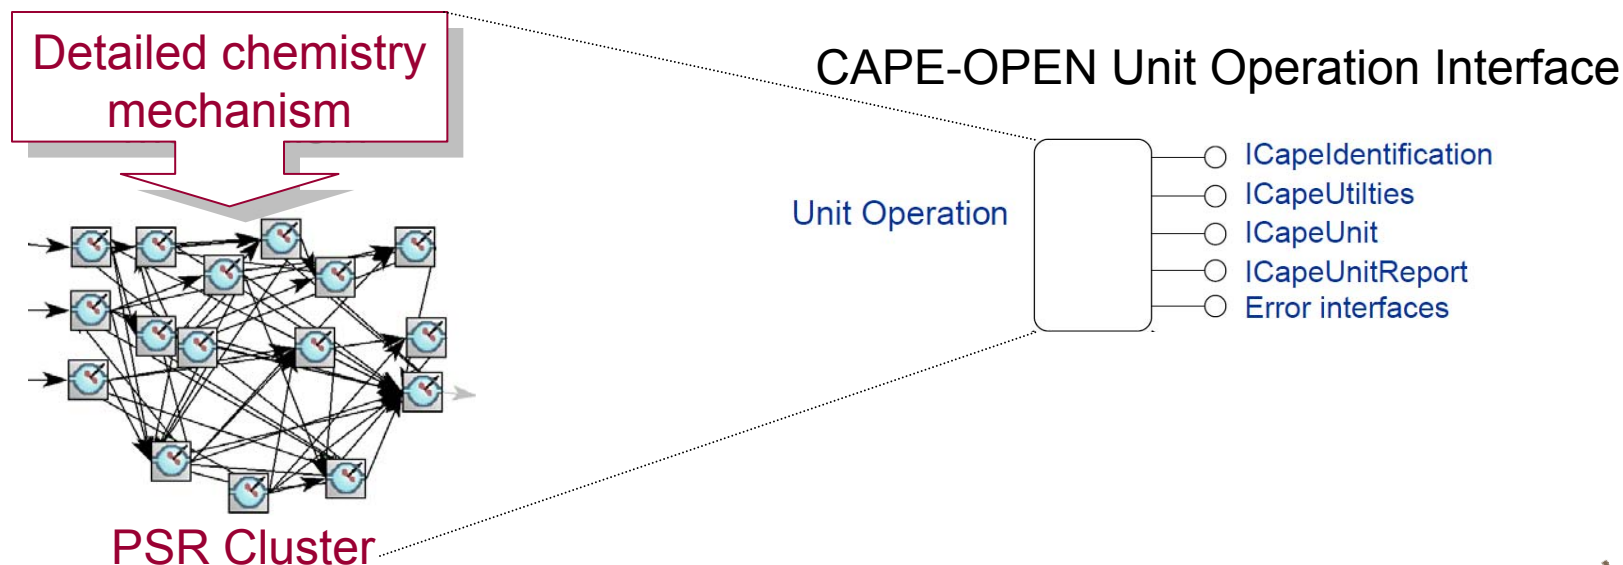 Detailed chemistry
mechanism
PSR Cluster
CAPE-OPEN Unit Operation Interface
Unit Operation
ICapeIdentification
ICapeUtilties
ICapeUnit
ICapeUnitReport
Error interfaces